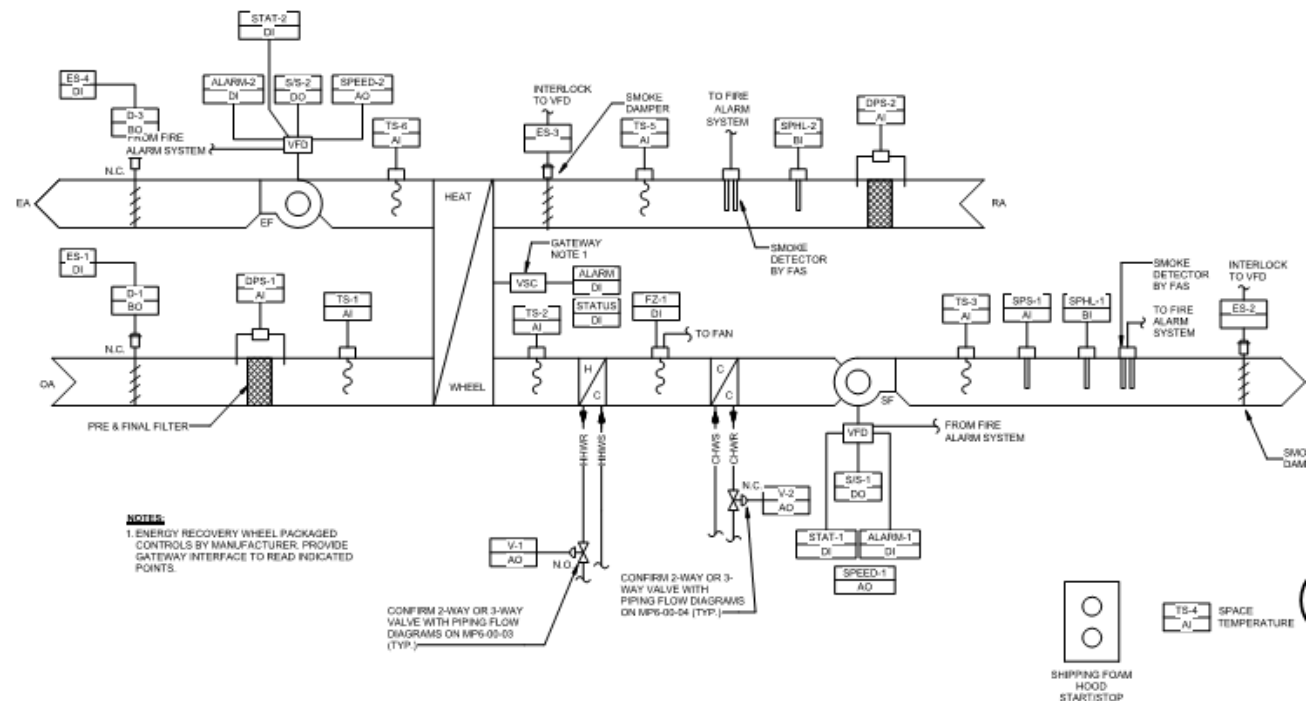 STAT-2
DI
ES-4
DI
ALARM-2
DI
S/S-2
DO
SPEED-2
AO
D-3
BO
FROM FIRE
ALARM SYSTEM
VFD
N.C.
TS-6
AI
INTERLOCK
TO VFD
ES-3
SMOKE
DAMPER
TS-5
AI
TO FIRE
ALARM
SYSTEM
SPHL-2
BI
DPS-2
AI
EA
EF
HEAT
RA
SMOKE
DETECTOR
BY FAS
ES-1
DI
D-1
BO
N.C.
DPS-1
AI
TS-1
AI
GATEWAY
NOTE 1
VSC
ALARM
DI
STATUS
DI
TS-2
AI
FZ-1
DI
TO FAN
TS-3
AI
SPS-1
AI
SPHL-1
BI
SMOKE
DETECTOR
BY FAS
TO FIRE
ALARM
SYSTEM
INTERLOCK
TO VFD
ES-2
OA
WHEEL
H
C
C
C
SF
PRE & FINAL FILTER
HHWR
HHWS
CHWS
CHWR
VFD
FROM FIRE
ALARM SYSTEM
SMO
DAM
S/S-1
DO
N.C.
V-2
AO
STAT-1
DI
ALARM-1
DI
SPEED-1
AO
NOTES:
1. ENERGY RECOVERY WHEEL PACKAGED
CONTROLS BY MANUFACTURER. PROVIDE
GATEWAY INTERFACE TO READ INDICATED
POINTS.
V-1
AO
N.O.
CONFIRM 2-WAY OR 3-WAY
VALVE WITH PIPING FLOW
DIAGRAMS ON MP6-00-03
(TYP.)
CONFIRM 2-WAY OR 3-
WAY VALVE WITH
PIPING FLOW DIAGRAMS
ON MP6-00-04 (TYP.)
TS-4
AI
SPACE
TEMPERATURE
SHIPPING FOAM
HOOD
START/STOP